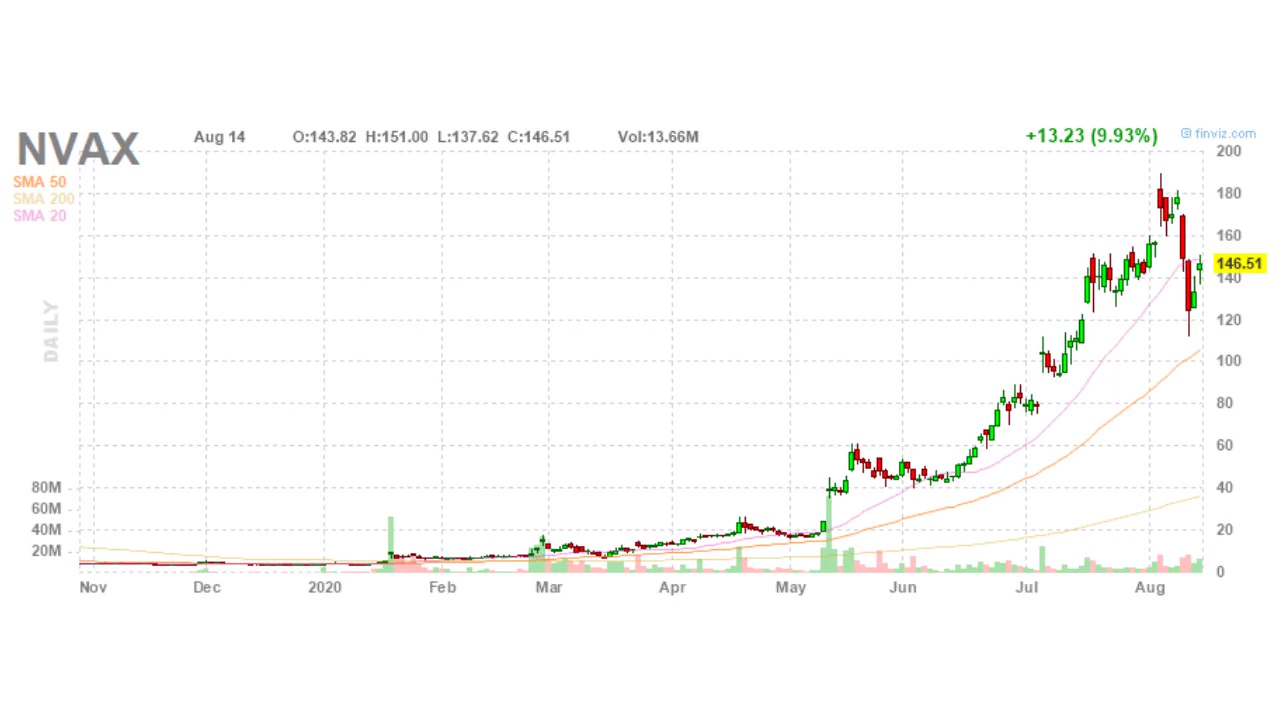 NVAX Aug 14 O:143.82 H:151.00 L:137.62 C:146.51 Vol:13.66M +13.23 (9.93%) finviz.com
SMA 50
SMA 200
SMA 20
DAILY
200
180
160
146.51
140
120
100
80
60
40
20
0
80M
60M
40M
20M
Nov Dec 2020 Feb Mar Apr May Jun Jul Aug